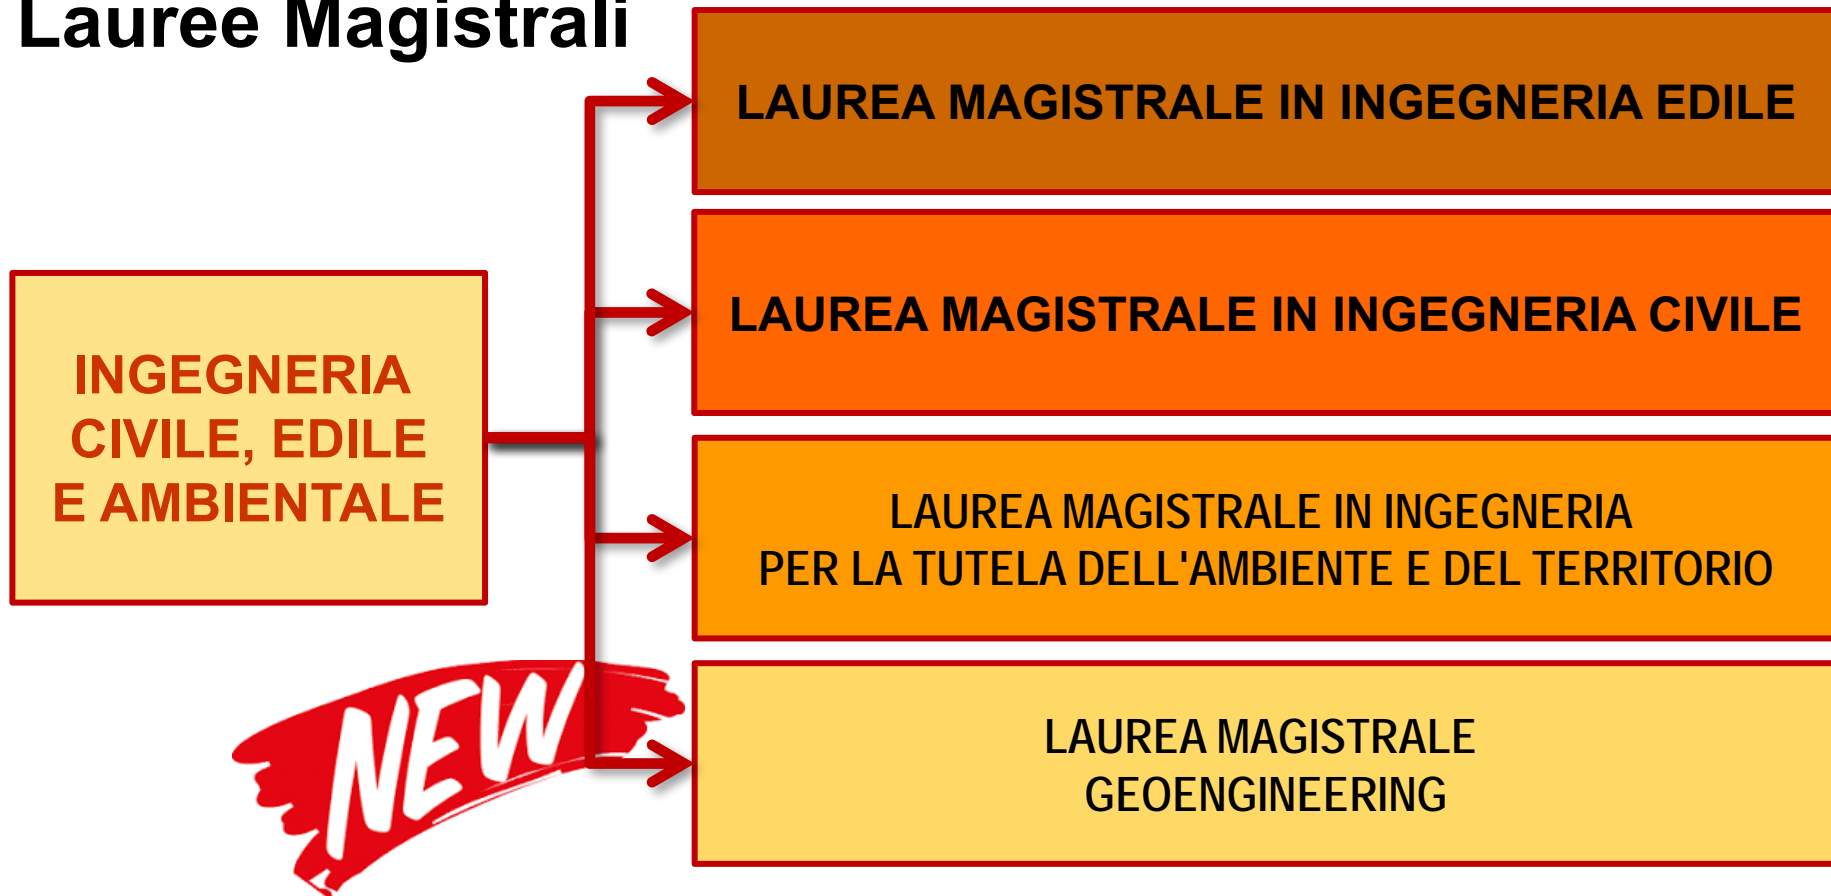 Lauree Magistrali
LAUREA MAGISTRALE IN INGEGNERIA EDILE
LAUREA MAGISTRALE IN INGEGNERIA CIVILE
INGEGNERIA
CIVILE, EDILE
E AMBIENTALE
LAUREA MAGISTRALE IN INGEGNERIA
PER LA TUTELA DELL'AMBIENTE E DEL TERRITORIO
NEW
LAUREA MAGISTRALE
GEOENGINEERING